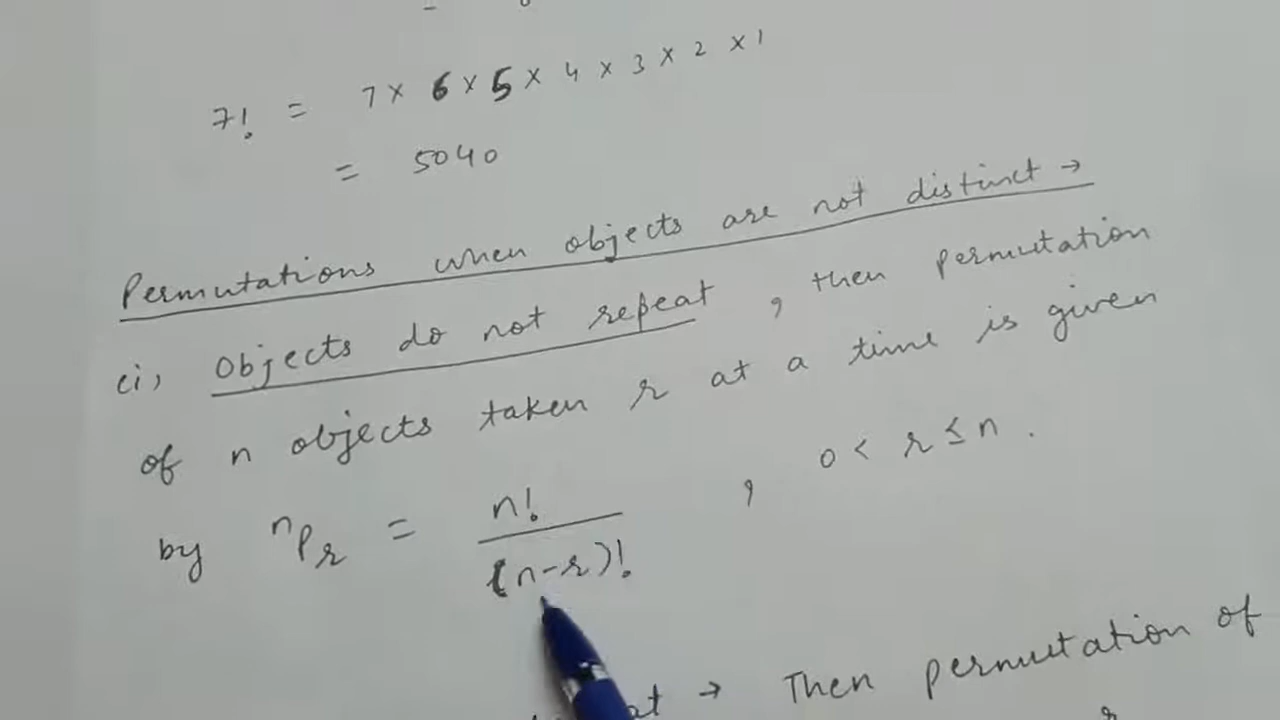 7! = 7 × 6 × 5 × 4 × 3 × 2 × 1
= 5040
Permutations when objects are not distinct →
(i) Objects do not repeat, then permutation
of n objects taken r at a time is given
by ⁿPᵣ = n! / (n-r)! , 0 < r ≤ n.
→ Then permutation of
r